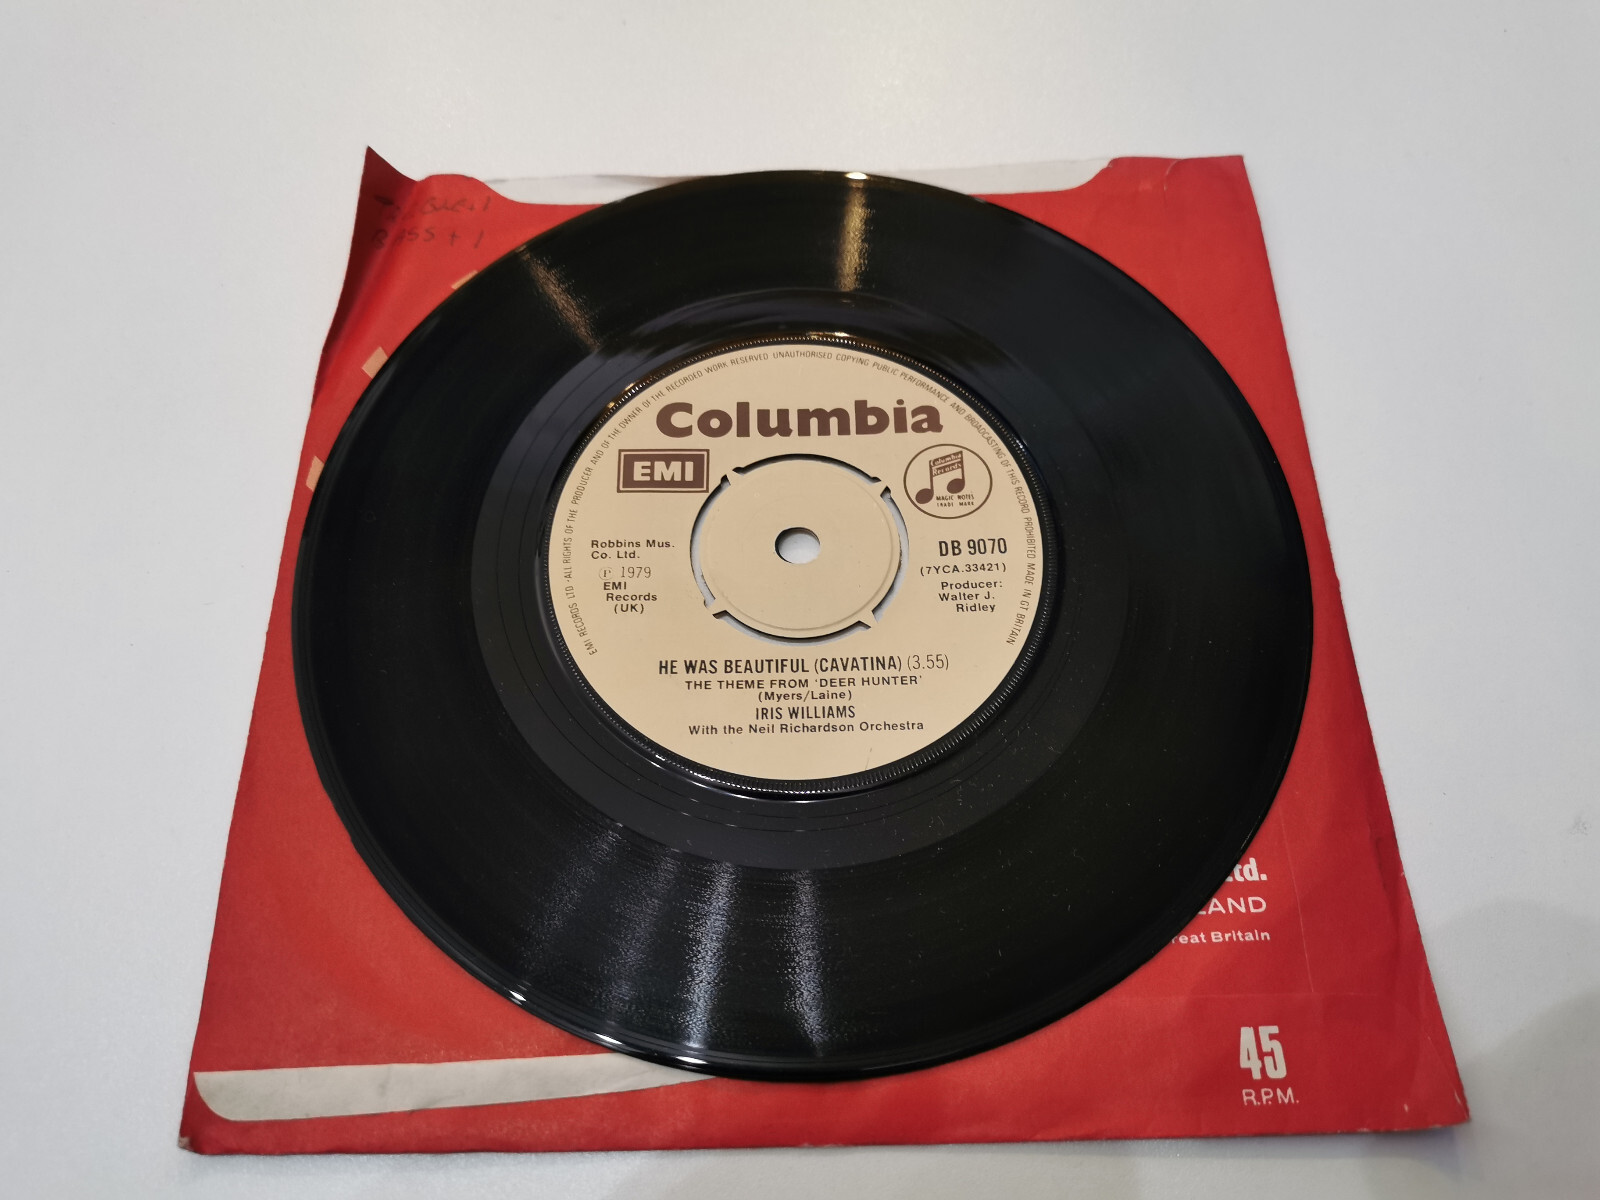 EMI RECORDS LTD · ALL RIGHTS OF THE PRODUCER AND OF THE OWNER OF THE RECORDED WORK RESERVED UNAUTHORISED COPYING PUBLIC PERFORMANCE AND BROADCASTING OF THIS RECORD PROHIBITED MADE IN GT BRITAIN
Columbia
EMI
Columbia
Records
MAGIC NOTES
TRADE MARK
Robbins Mus.
Co. Ltd.
℗ 1979
EMI
Records
(UK)
DB 9070
(7YCA.33421)
Producer:
Walter J.
Ridley
HE WAS BEAUTIFUL (CAVATINA) (3.55)
THE THEME FROM 'DEER HUNTER'
(Myers/Laine)
IRIS WILLIAMS
With the Neil Richardson Orchestra
Ltd.
LAND
reat Britain
45
R.P.M.